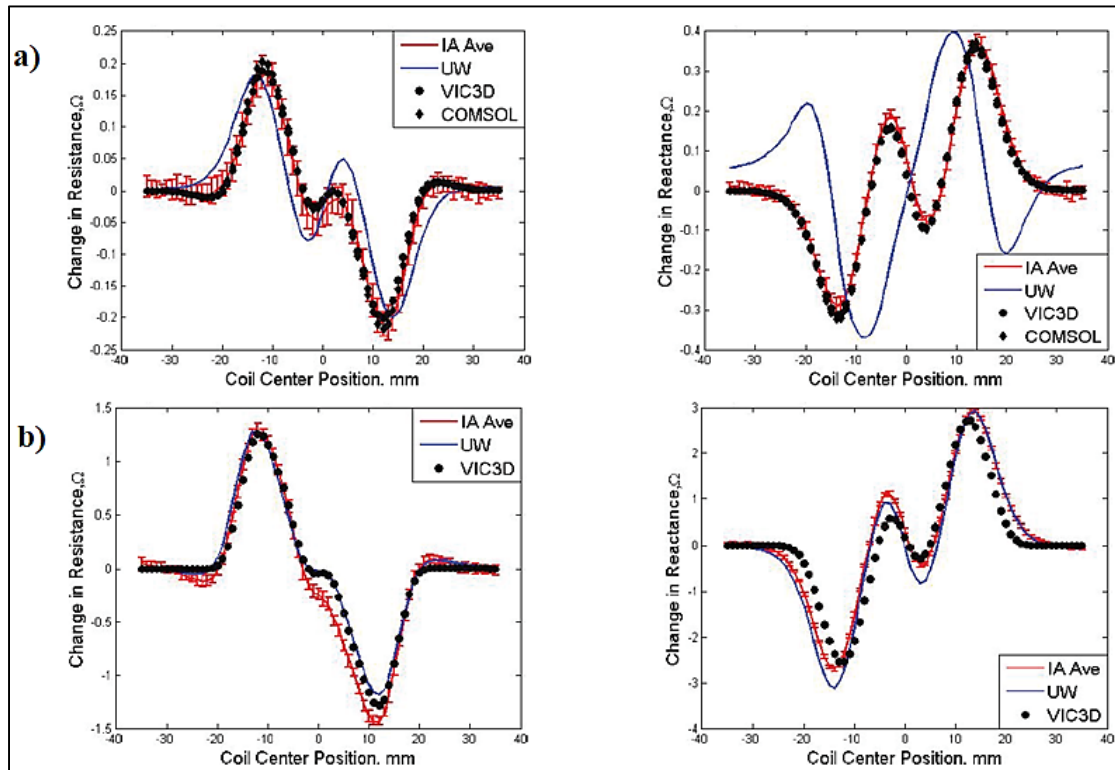 a)
0.25
0.2
0.15
0.1
0.05
0
-0.05
-0.1
-0.15
-0.2
-0.25
Change in Resistance,Ω
-40
-30
-20
-10
0
10
20
30
40
Coil Center Position. mm
IA Ave
UW
VIC3D
COMSOL
0.4
0.3
0.2
0.1
0
-0.1
-0.2
-0.3
-0.4
Change in Reactance,Ω
-40
-30
-20
-10
0
10
20
30
40
Coil Center Position. mm
IA Ave
UW
VIC3D
COMSOL
b)
1.5
1
0.5
0
-0.5
-1
-1.5
Change in Resistance,Ω
-40
-30
-20
-10
0
10
20
30
40
Coil Center Position. mm
IA Ave
UW
VIC3D
3
2
1
0
-1
-2
-3
-4
Change in Reactance,Ω
-40
-30
-20
-10
0
10
20
30
40
Coil Center Position. mm
IA Ave
UW
VIC3D